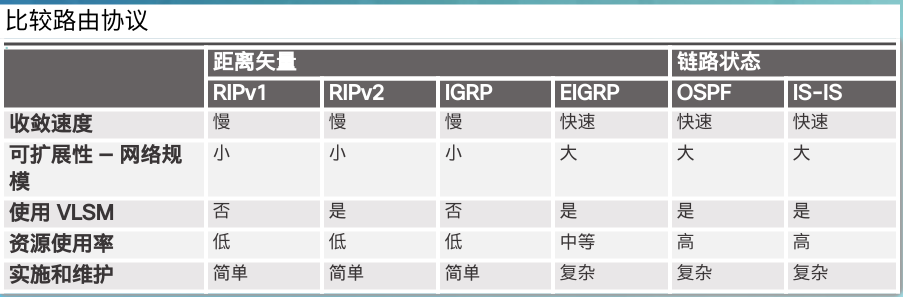 比较路由协议
距离矢量 链路状态
RIPv1 RIPv2 IGRP EIGRP OSPF IS-IS
收敛速度 慢 慢 慢 快速 快速 快速
可扩展性 – 网络规 小 小 小 大 大 大
模
使用 VLSM 否 是 否 是 是 是
资源使用率 低 低 低 中等 高 高
实施和维护 简单 简单 简单 复杂 复杂 复杂